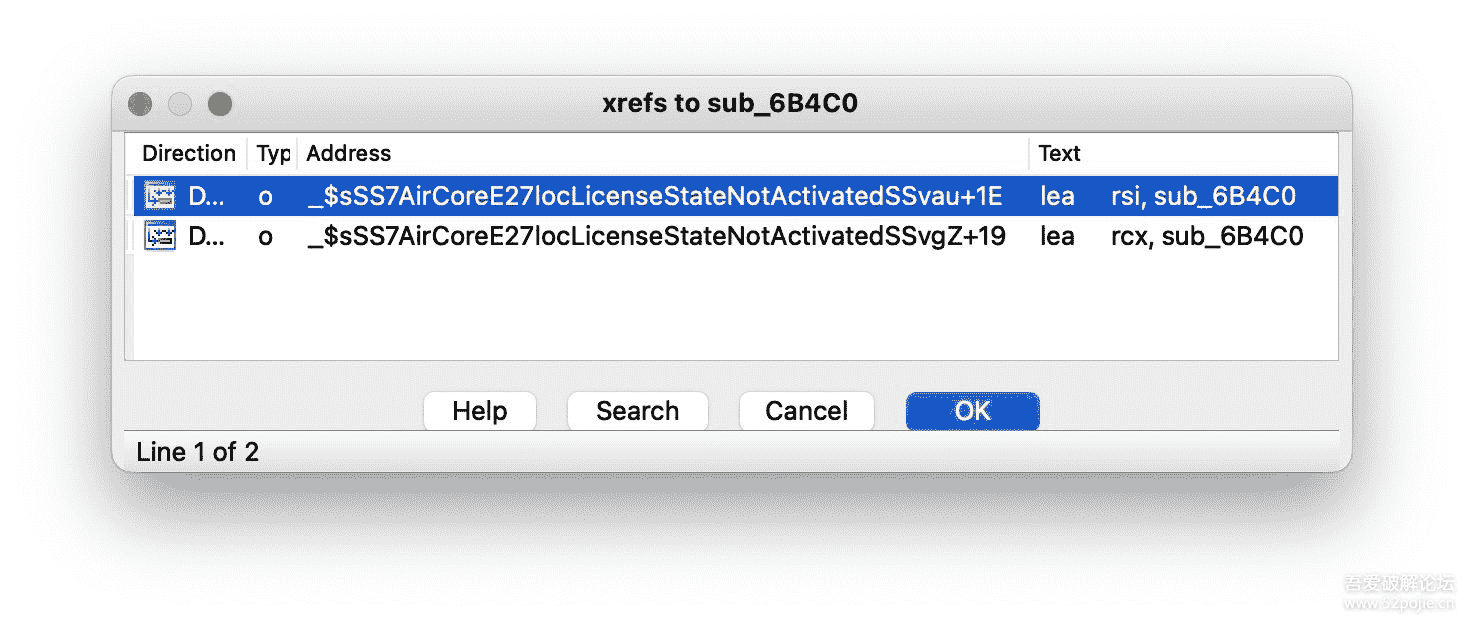 xrefs to sub_6B4C0
Direction Typ Address Text
D... o _$sSS7AirCoreE27locLicenseStateNotActivatedSSvau+1E lea rsi, sub_6B4C0
D... o _$sSS7AirCoreE27locLicenseStateNotActivatedSSvgZ+19 lea rcx, sub_6B4C0
Help Search Cancel OK
Line 1 of 2
吾爱破解论坛
www.52pojie.cn